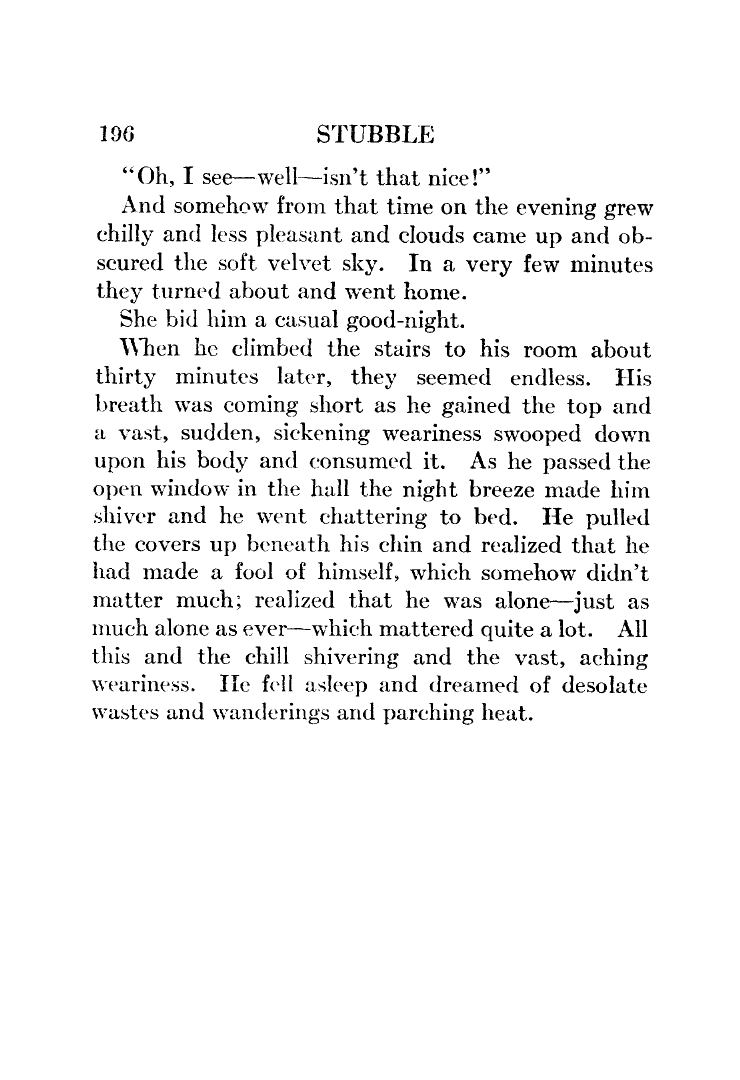 196 STUBBLE
“Oh, I see—well—isn’t that nice!”
And somehow from that time on the evening grew
chilly and less pleasant and clouds came up and ob-
scured the soft velvet sky. In a very few minutes
they turned about and went home.
She bid him a casual good-night.
When he climbed the stairs to his room about
thirty minutes later, they seemed endless. His
breath was coming short as he gained the top and
a vast, sudden, sickening weariness swooped down
upon his body and consumed it. As he passed the
open window in the hall the night breeze made him
shiver and he went chattering to bed. He pulled
the covers up beneath his chin and realized that he
had made a fool of himself, which somehow didn’t
matter much; realized that he was alone—just as
much alone as ever—which mattered quite a lot. All
this and the chill shivering and the vast, aching
weariness. He fell asleep and dreamed of desolate
wastes and wanderings and parching heat.